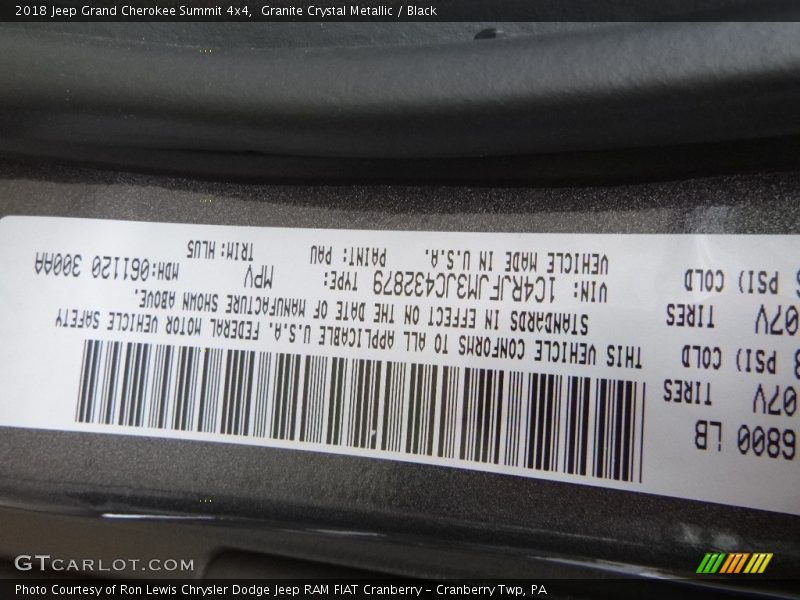 2018 Jeep Grand Cherokee Summit 4x4,  Granite Crystal Metallic / Black
6800 LB
THIS VEHICLE CONFORMS TO ALL APPLICABLE U.S.A. FEDERAL MOTOR VEHICLE SAFETY
STANDARDS IN EFFECT ON THE DATE OF MANUFACTURE SHOWN ABOVE.
VIN: 1C4RJFJM3JC432879 TYPE: MPV MDH:061120 300AA
VEHICLE MADE IN U.S.A. PAINT: PAU TRIM: HLUS
07V TIRES
PSI) COLD
07V TIRES
PSI) COLD
GTCARLOT.COM
Photo Courtesy of Ron Lewis Chrysler Dodge Jeep RAM FIAT Cranberry – Cranberry Twp, PA